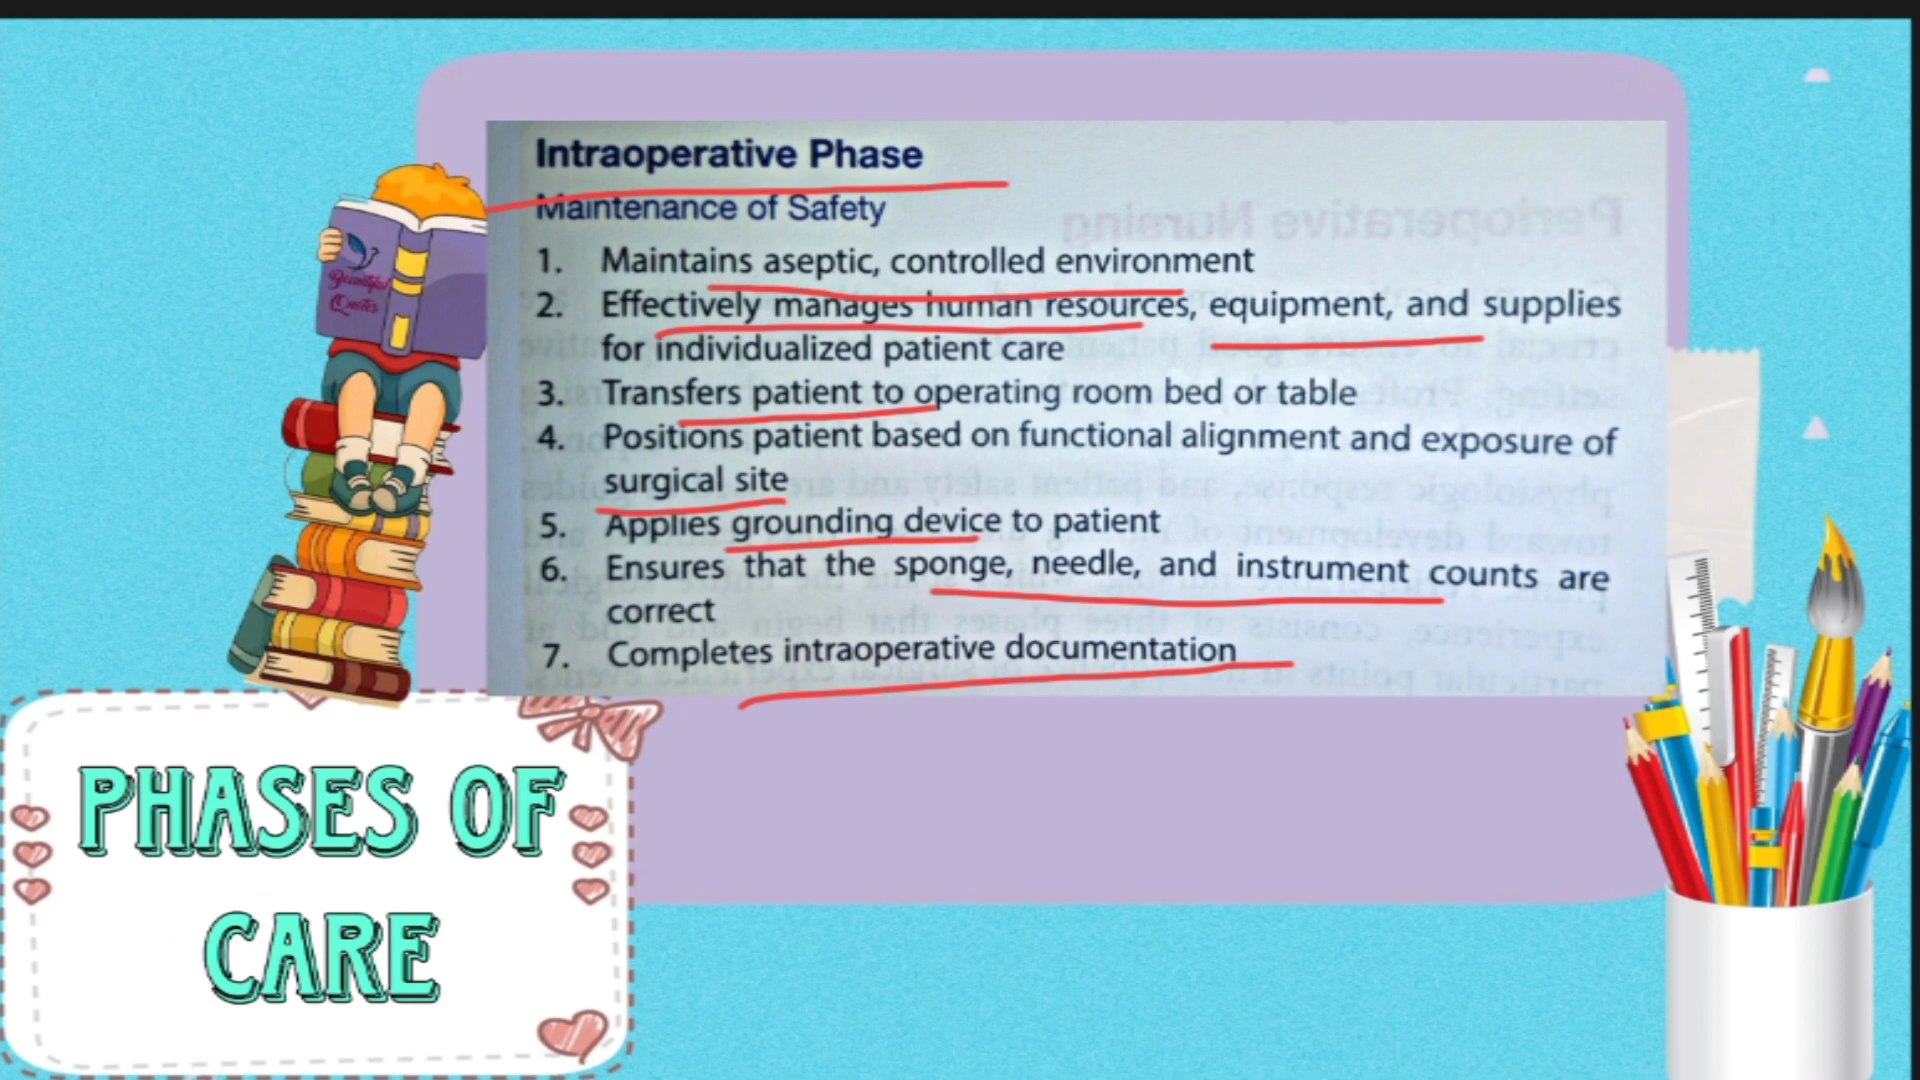 Intraoperative Phase
Maintenance of Safety
1. Maintains aseptic, controlled environment
2. Effectively manages human resources, equipment, and supplies
for individualized patient care
3. Transfers patient to operating room bed or table
4. Positions patient based on functional alignment and exposure of
surgical site
5. Applies grounding device to patient
6. Ensures that the sponge, needle, and instrument counts are
correct
7. Completes intraoperative documentation
Beautiful
Quotes
PHASES OF
CARE